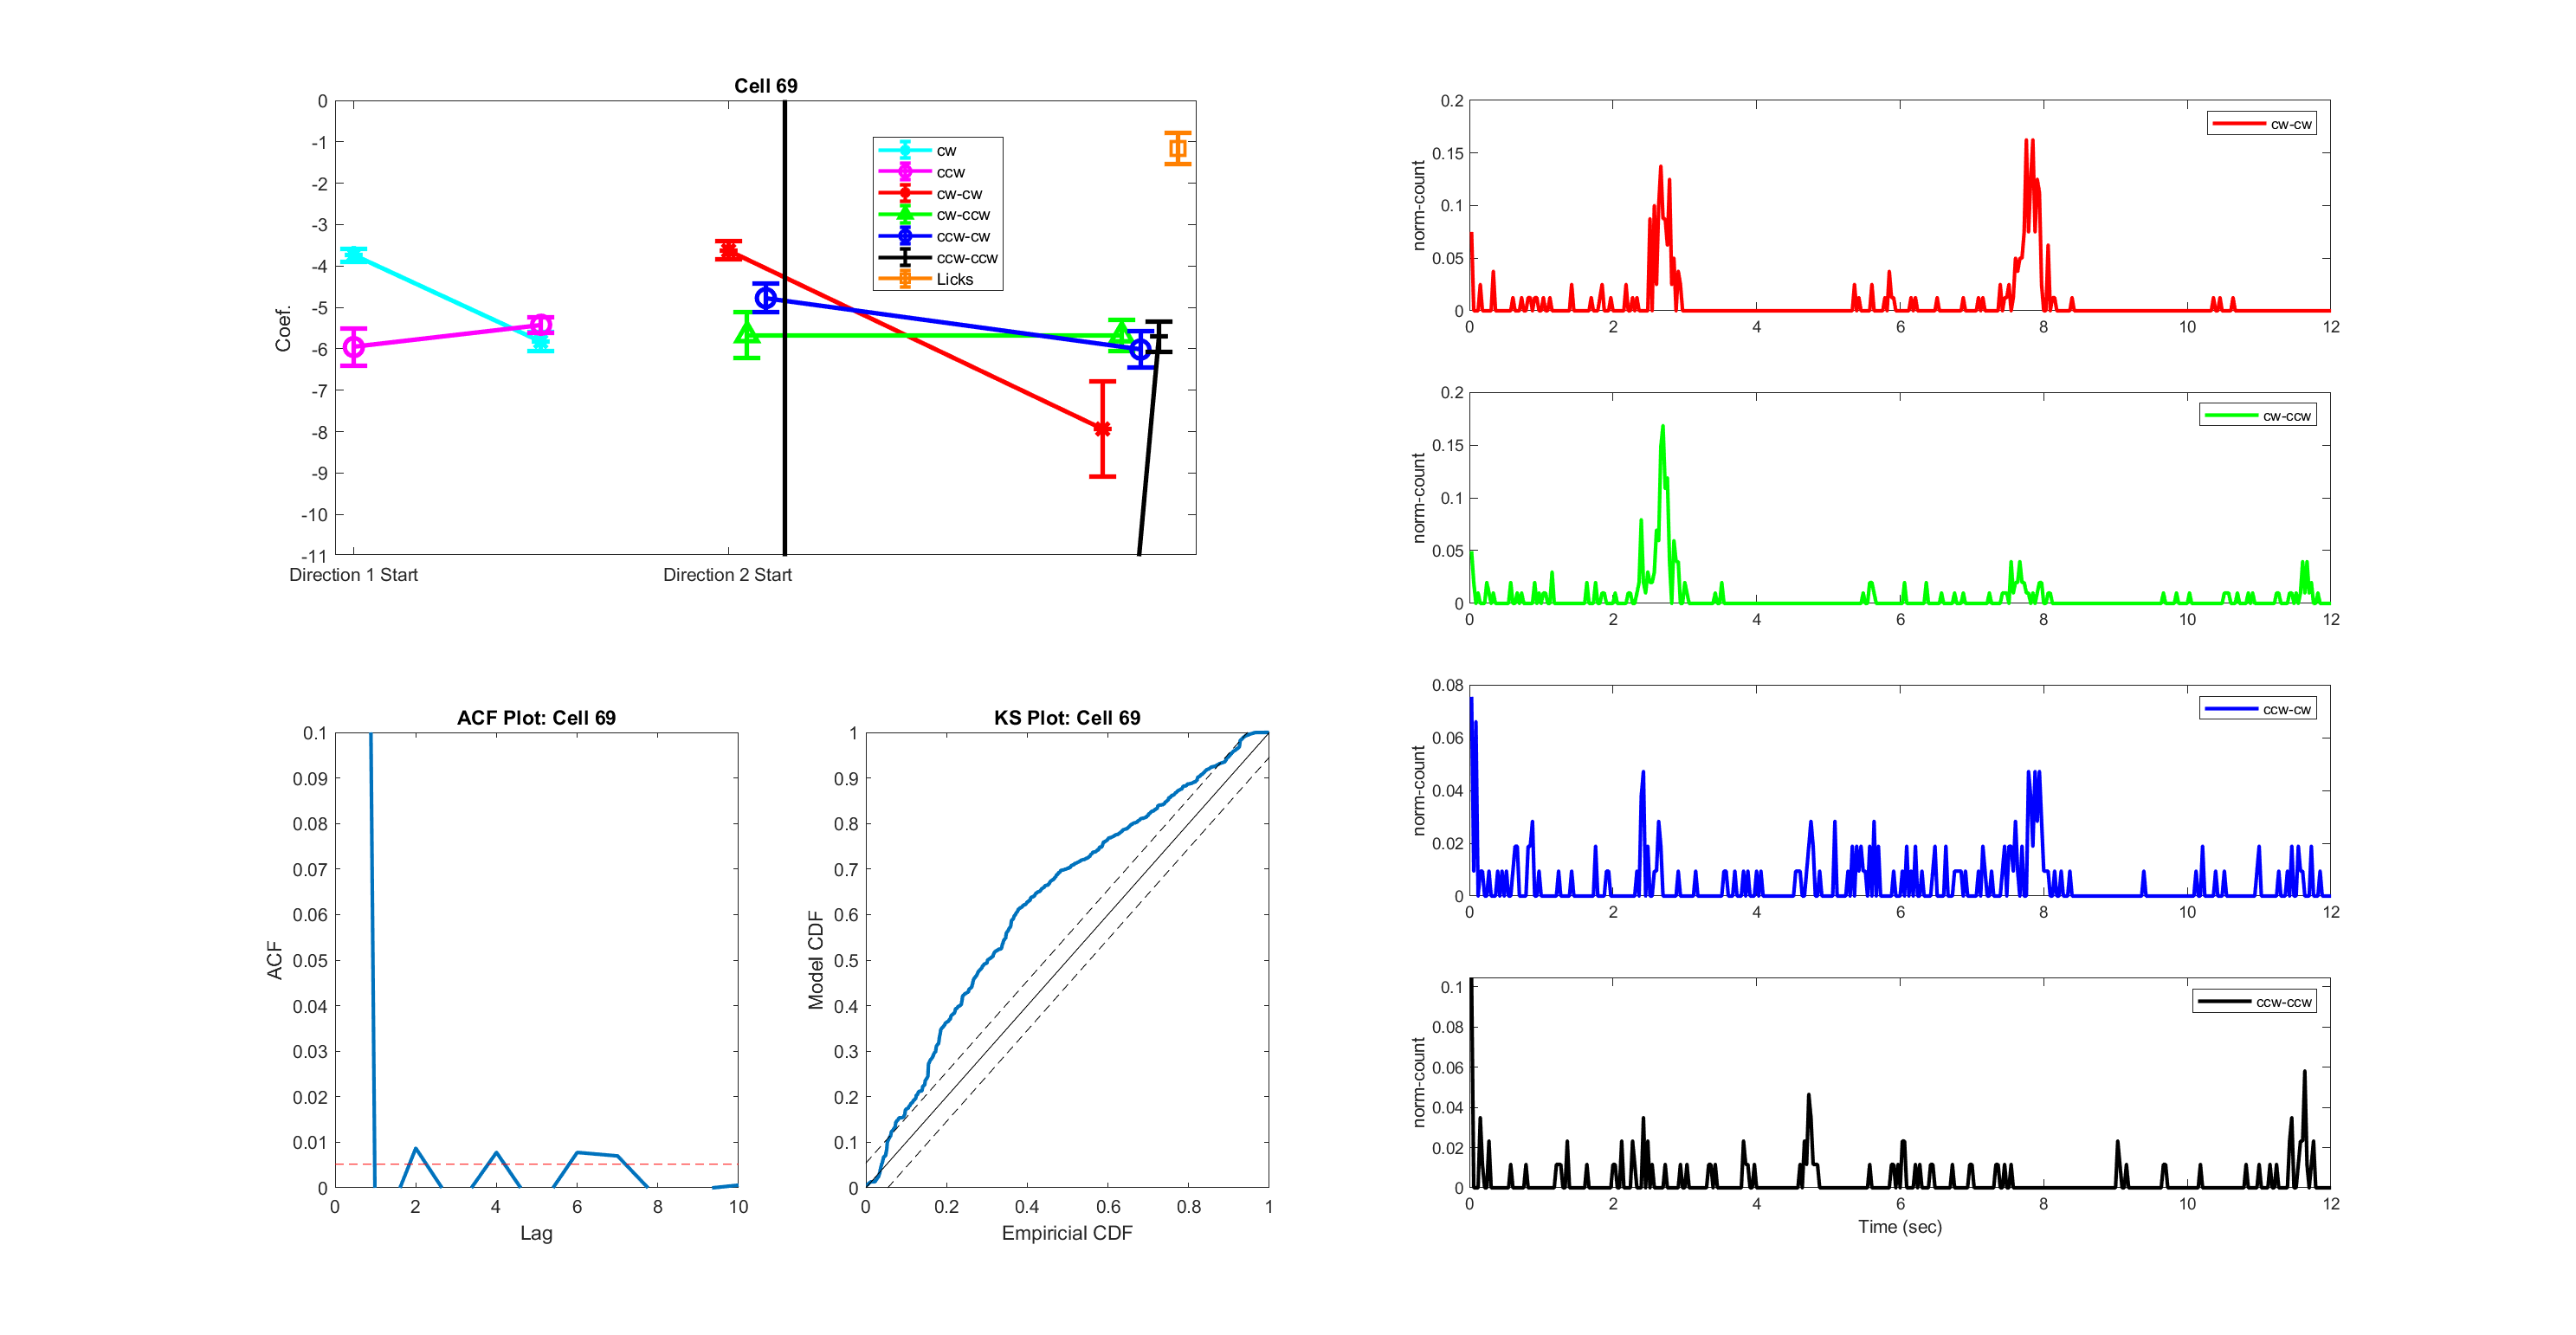 Cell 69
0
-1
-2
-3
-4
-5
-6
-7
-8
-9
-10
-11
Coef.
Direction 1 Start
Direction 2 Start
cw
ccw
cw-cw
cw-ccw
ccw-cw
ccw-ccw
Licks
ACF Plot: Cell 69
0.1
0.09
0.08
0.07
0.06
0.05
0.04
0.03
0.02
0.01
0
ACF
0 2 4 6 8 10
Lag
KS Plot: Cell 69
1
0.9
0.8
0.7
0.6
0.5
0.4
0.3
0.2
0.1
0
Model CDF
0 0.2 0.4 0.6 0.8 1
Empiricial CDF
0.2
0.15
0.1
0.05
0
norm-count
cw-cw
0 2 4 6 8 10 12
0.2
0.15
0.1
0.05
0
norm-count
cw-ccw
0 2 4 6 8 10 12
0.08
0.06
0.04
0.02
0
norm-count
ccw-cw
0 2 4 6 8 10 12
0.1
0.08
0.06
0.04
0.02
0
norm-count
ccw-ccw
0 2 4 6 8 10 12
Time (sec)